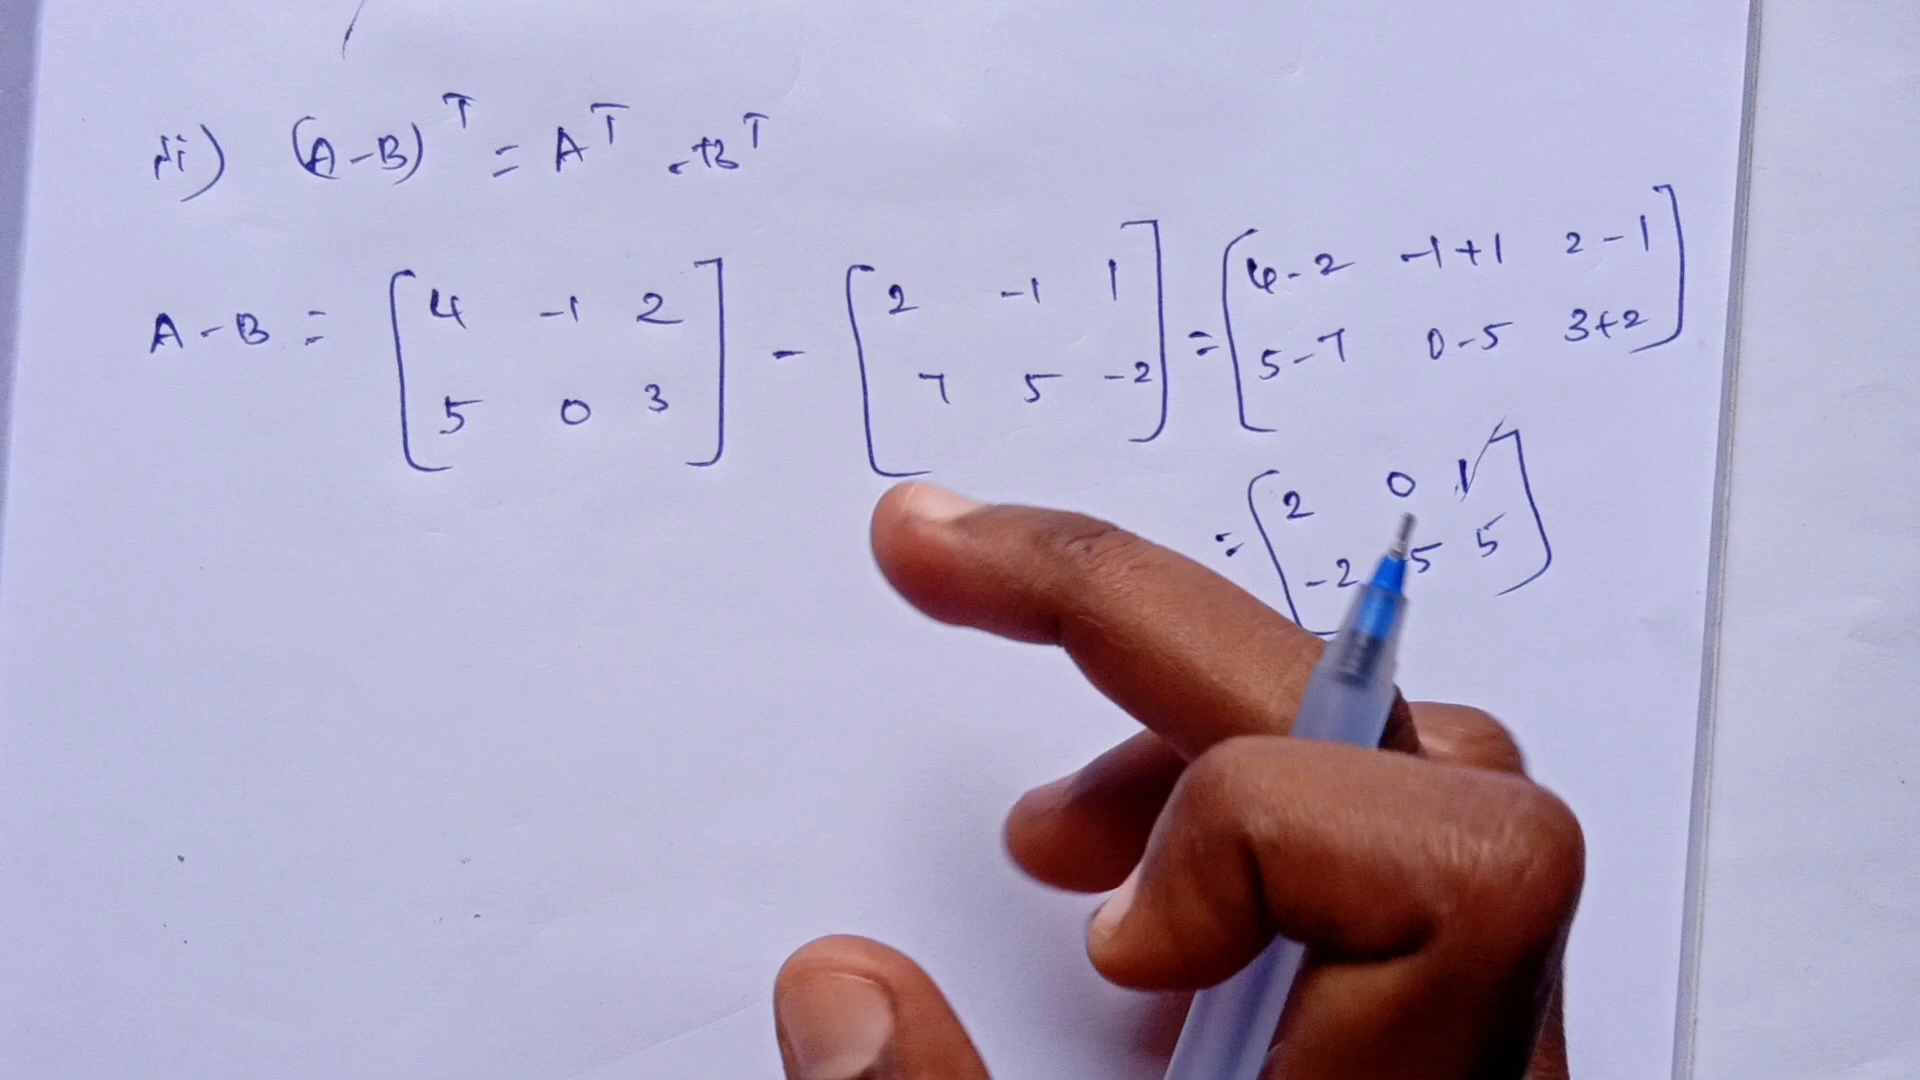 ii) (A-B)ᵀ = Aᵀ - Bᵀ
A-B = [4 -1 2] - [2 -1 1] = [4-2 -1+1 2-1]
[5 0 3] [7 5 -2] [5-7 0-5 3+2]
= [2 0 1]
[-2 5 5]